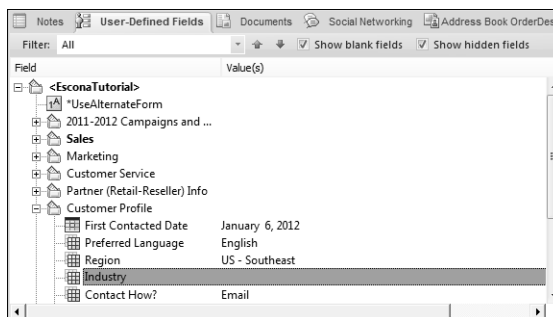 Notes User-Defined Fields Documents Social Networking Address Book OrderDes
Filter: All Show blank fields Show hidden fields
Field Value(s)
<EsconaTutorial>
*UseAlternateForm
2011-2012 Campaigns and ...
Sales
Marketing
Customer Service
Partner (Retail-Reseller) Info
Customer Profile
First Contacted Date January 6, 2012
Preferred Language English
Region US - Southeast
Industry
Contact How? Email